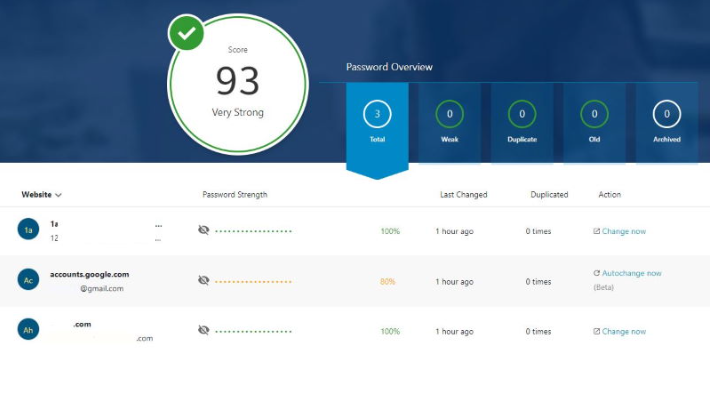 Score
93
Very Strong
Password Overview
3 0 0 0 0
Total Weak Duplicate Old Archived
Website Password Strength Last Changed Duplicated Action
1a 1a ...
12 ...
100% 1 hour ago 0 times Change now
Ac accounts.google.com
@gmail.com
80% 1 hour ago 0 times Autochange now
(Beta)
Ah .com
.com
100% 1 hour ago 0 times Change now